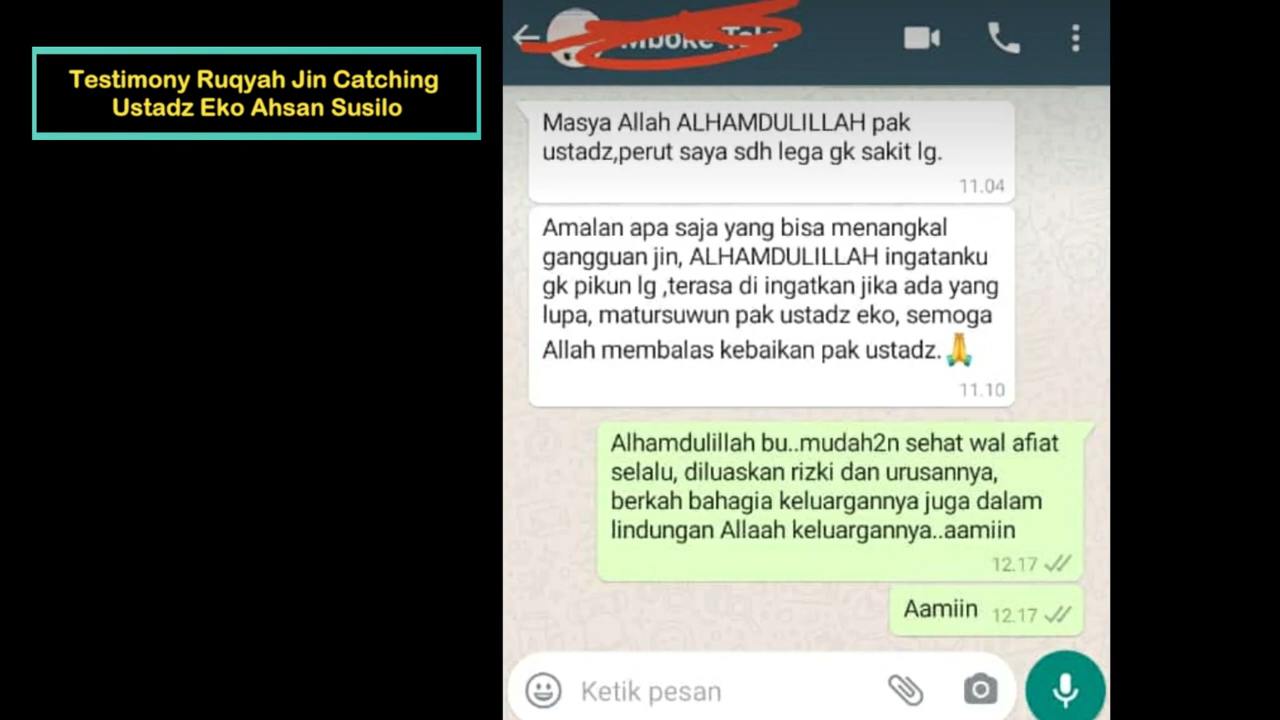 Testimony Ruqyah Jin Catching
Ustadz Eko Ahsan Susilo
Masya Allah ALHAMDULILLAH pak
ustadz,perut saya sdh lega gk sakit lg.
11.04
Amalan apa saja yang bisa menangkal
gangguan jin, ALHAMDULILLAH ingatanku
gk pikun lg ,terasa di ingatkan jika ada yang
lupa, matursuwun pak ustadz eko, semoga
Allah membalas kebaikan pak ustadz.🙏
11.10
Alhamdulillah bu..mudah2n sehat wal afiat
selalu, diluaskan rizki dan urusannya,
berkah bahagia keluargannya juga dalam
lindungan Allaah keluargannya..aamiin
12.17
Aamiin 12.17
Ketik pesan